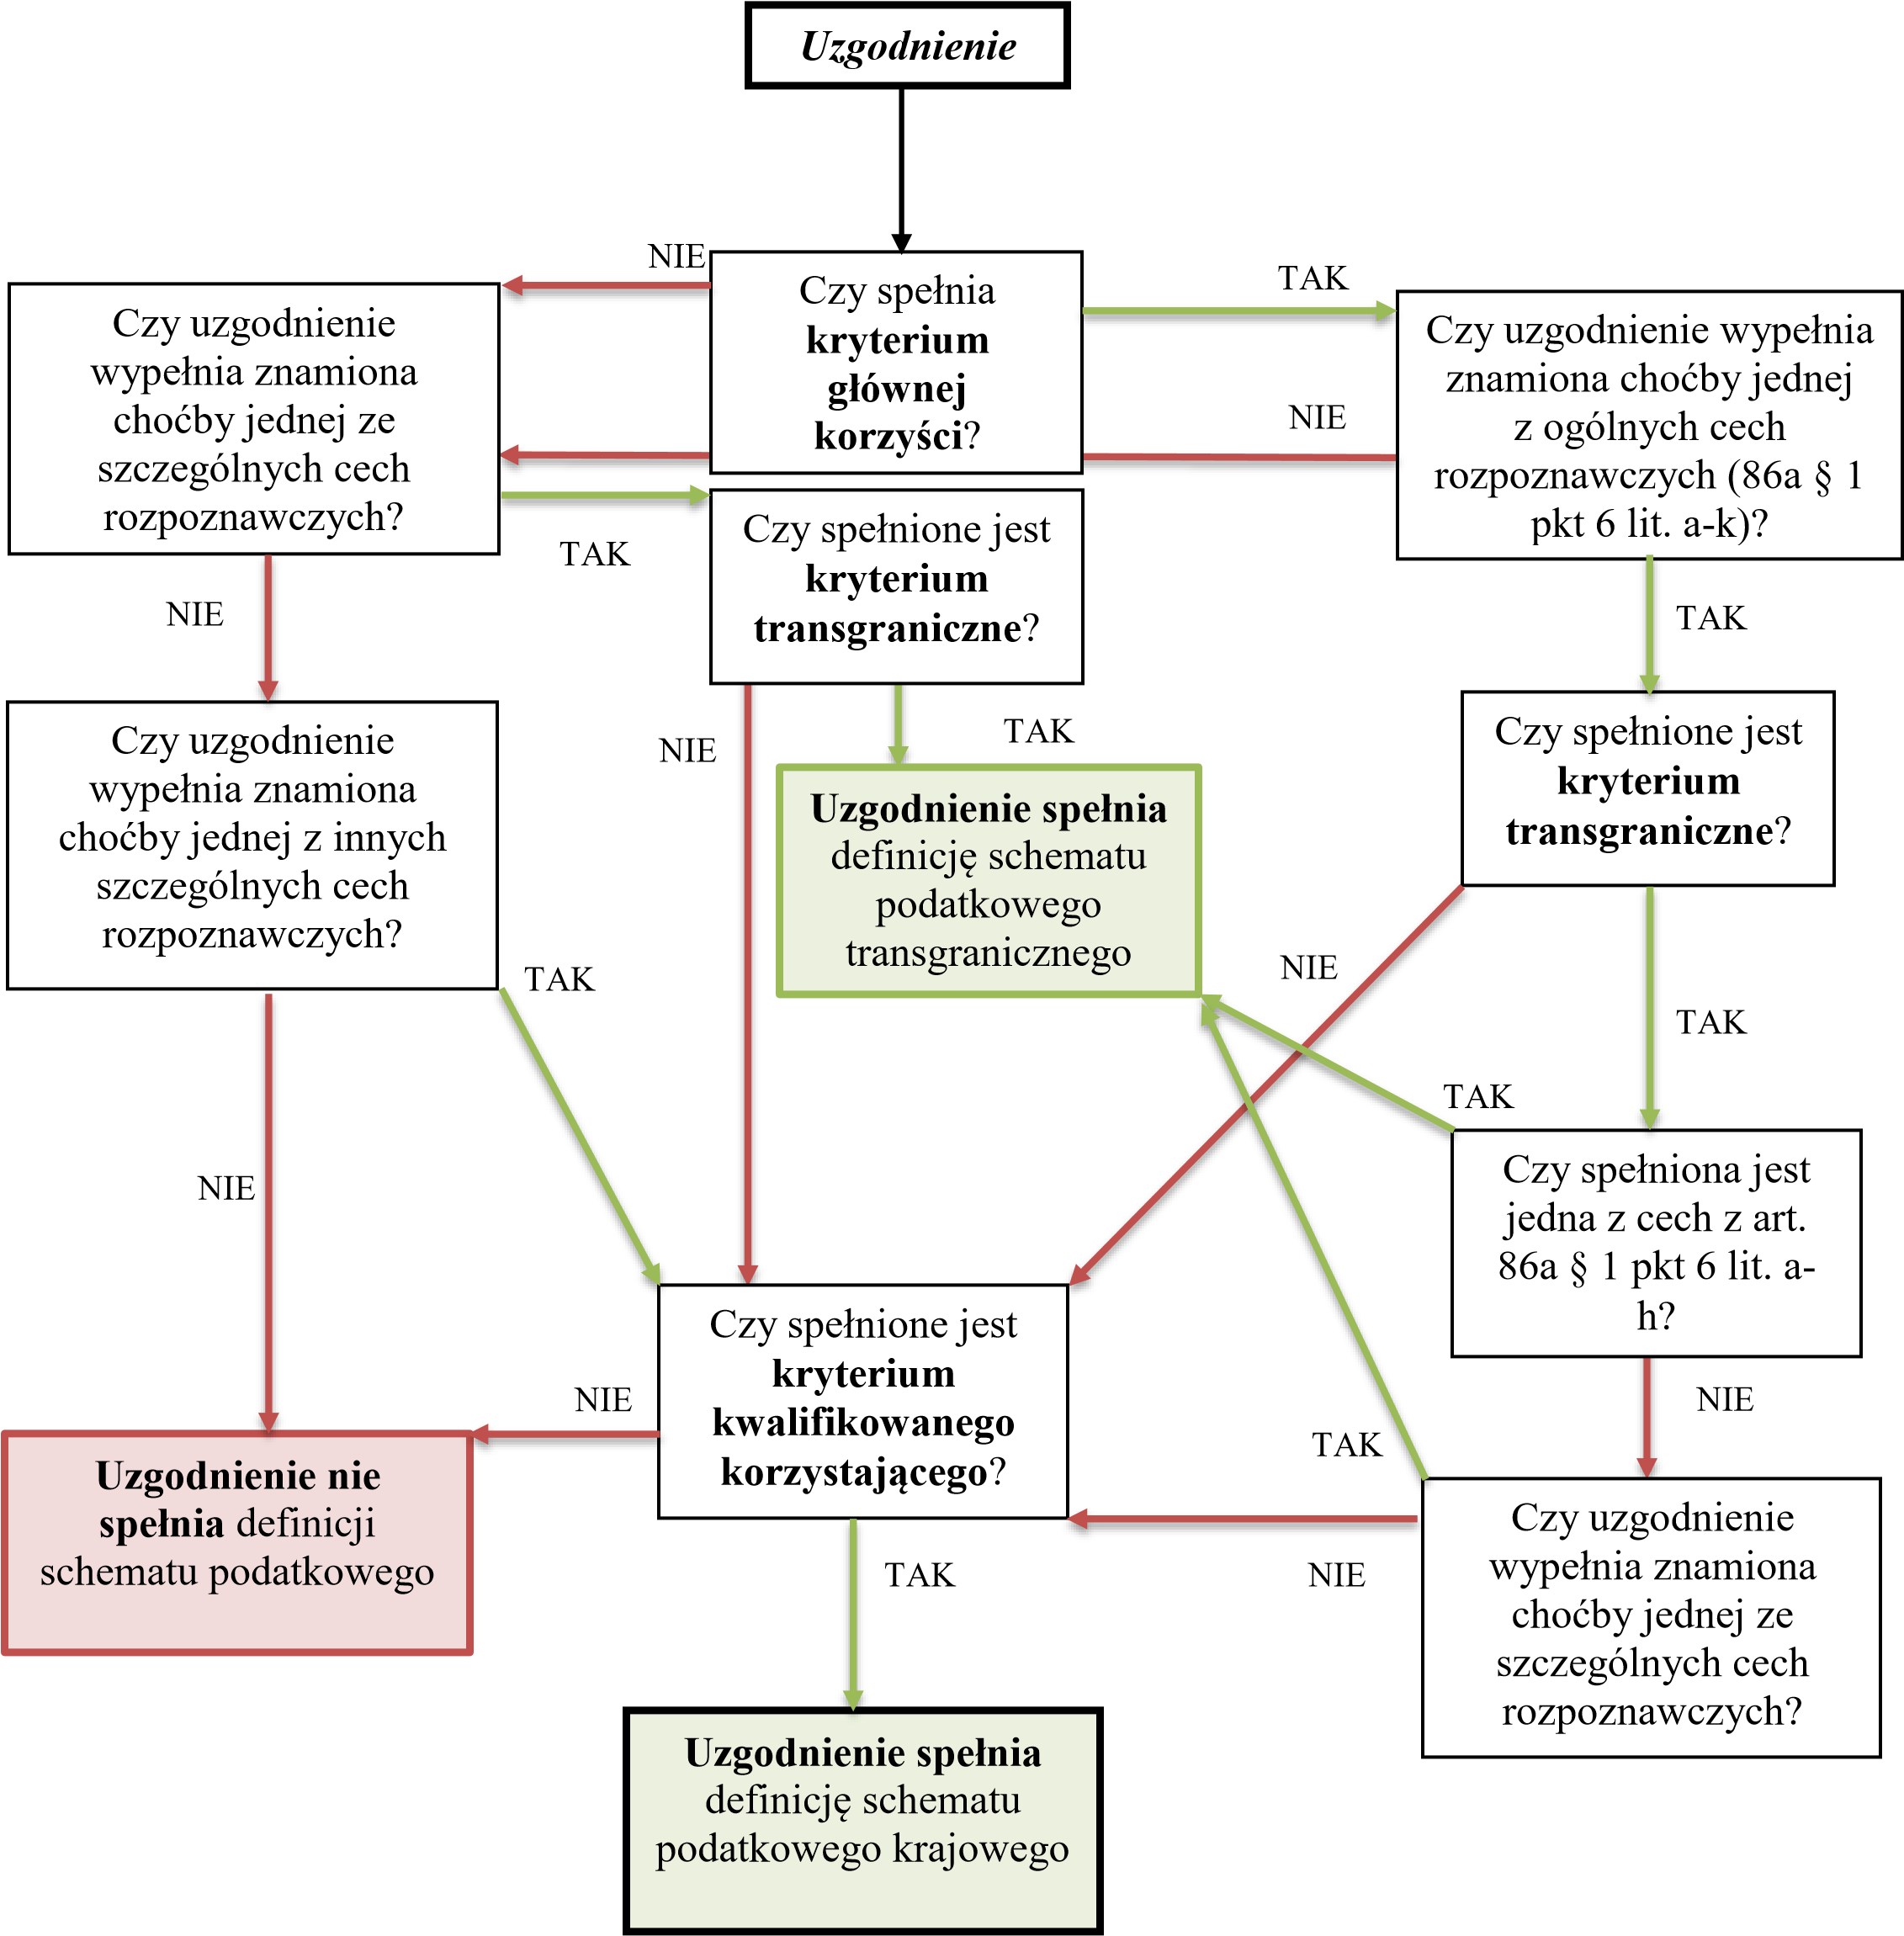 Uzgodnienie
NIE
Czy spełnia
kryterium
głównej
korzyści?
TAK
Czy uzgodnienie
wypełnia znamiona
choćby jednej ze
szczególnych cech
rozpoznawczych?
Czy uzgodnienie wypełnia
znamiona choćby jednej
z ogólnych cech
rozpoznawczych (86a § 1
pkt 6 lit. a-k)?
NIE
TAK
Czy spełnione jest
kryterium
transgraniczne?
NIE
TAK
NIE
TAK
Czy uzgodnienie
wypełnia znamiona
choćby jednej z innych
szczególnych cech
rozpoznawczych?
Uzgodnienie spełnia
definicję schematu
podatkowego
transgranicznego
Czy spełnione jest
kryterium
transgraniczne?
TAK
NIE
TAK
TAK
NIE
Czy spełniona jest
jedna z cech z art.
86a § 1 pkt 6 lit. a-
h?
Czy spełnione jest
kryterium
kwalifikowanego
korzystającego?
NIE
NIE
TAK
Uzgodnienie nie
spełnia definicji
schematu podatkowego
TAK
NIE
Czy uzgodnienie
wypełnia znamiona
choćby jednej ze
szczególnych cech
rozpoznawczych?
Uzgodnienie spełnia
definicję schematu
podatkowego krajowego